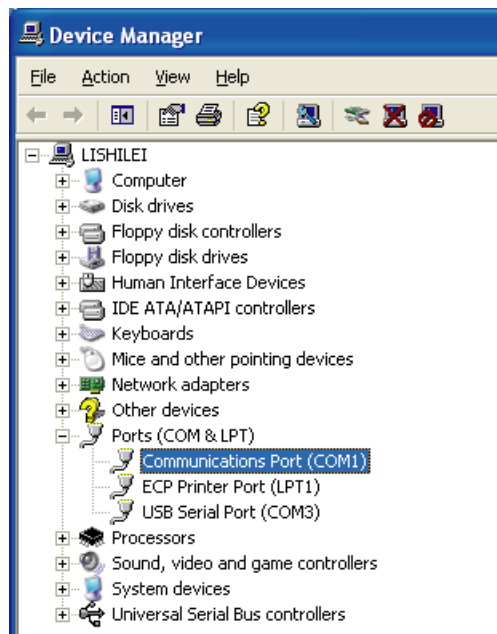 Device Manager
File Action View Help
LISHILEI
Computer
Disk drives
Floppy disk controllers
Floppy disk drives
Human Interface Devices
IDE ATA/ATAPI controllers
Keyboards
Mice and other pointing devices
Network adapters
Other devices
Ports (COM & LPT)
Communications Port (COM1)
ECP Printer Port (LPT1)
USB Serial Port (COM3)
Processors
Sound, video and game controllers
System devices
Universal Serial Bus controllers